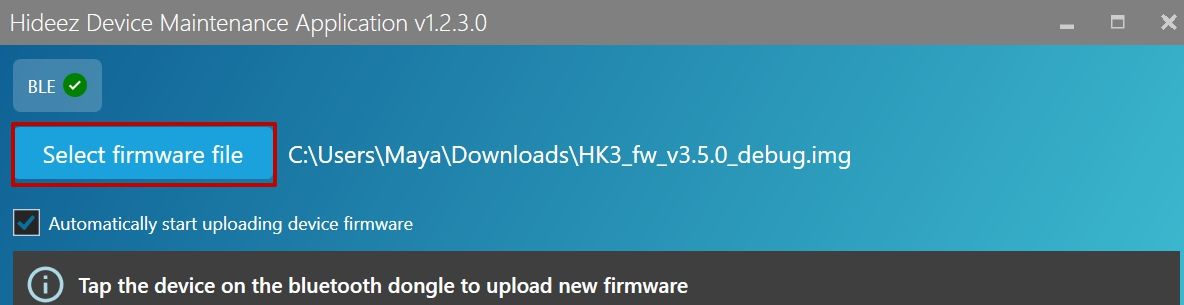 Hideez Device Maintenance Application v1.2.3.0
BLE
Select firmware file C:\Users\Maya\Downloads\HK3_fw_v3.5.0_debug.img
Automatically start uploading device firmware
Tap the device on the bluetooth dongle to upload new firmware